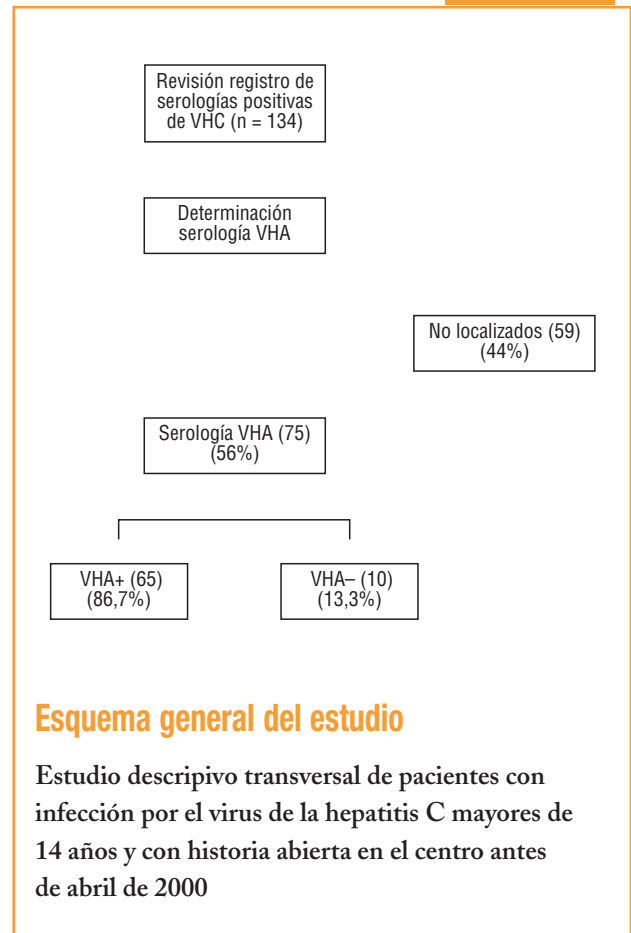 Revisión registro de
serologías positivas
de VHC (n = 134)
Determinación
serología VHA
No localizados (59)
(44%)
Serología VHA (75)
(56%)
VHA+ (65)
(86,7%)
VHA– (10)
(13,3%)
Esquema general del estudio
Estudio descripivo transversal de pacientes con
infección por el virus de la hepatitis C mayores de
14 años y con historia abierta en el centro antes
de abril de 2000